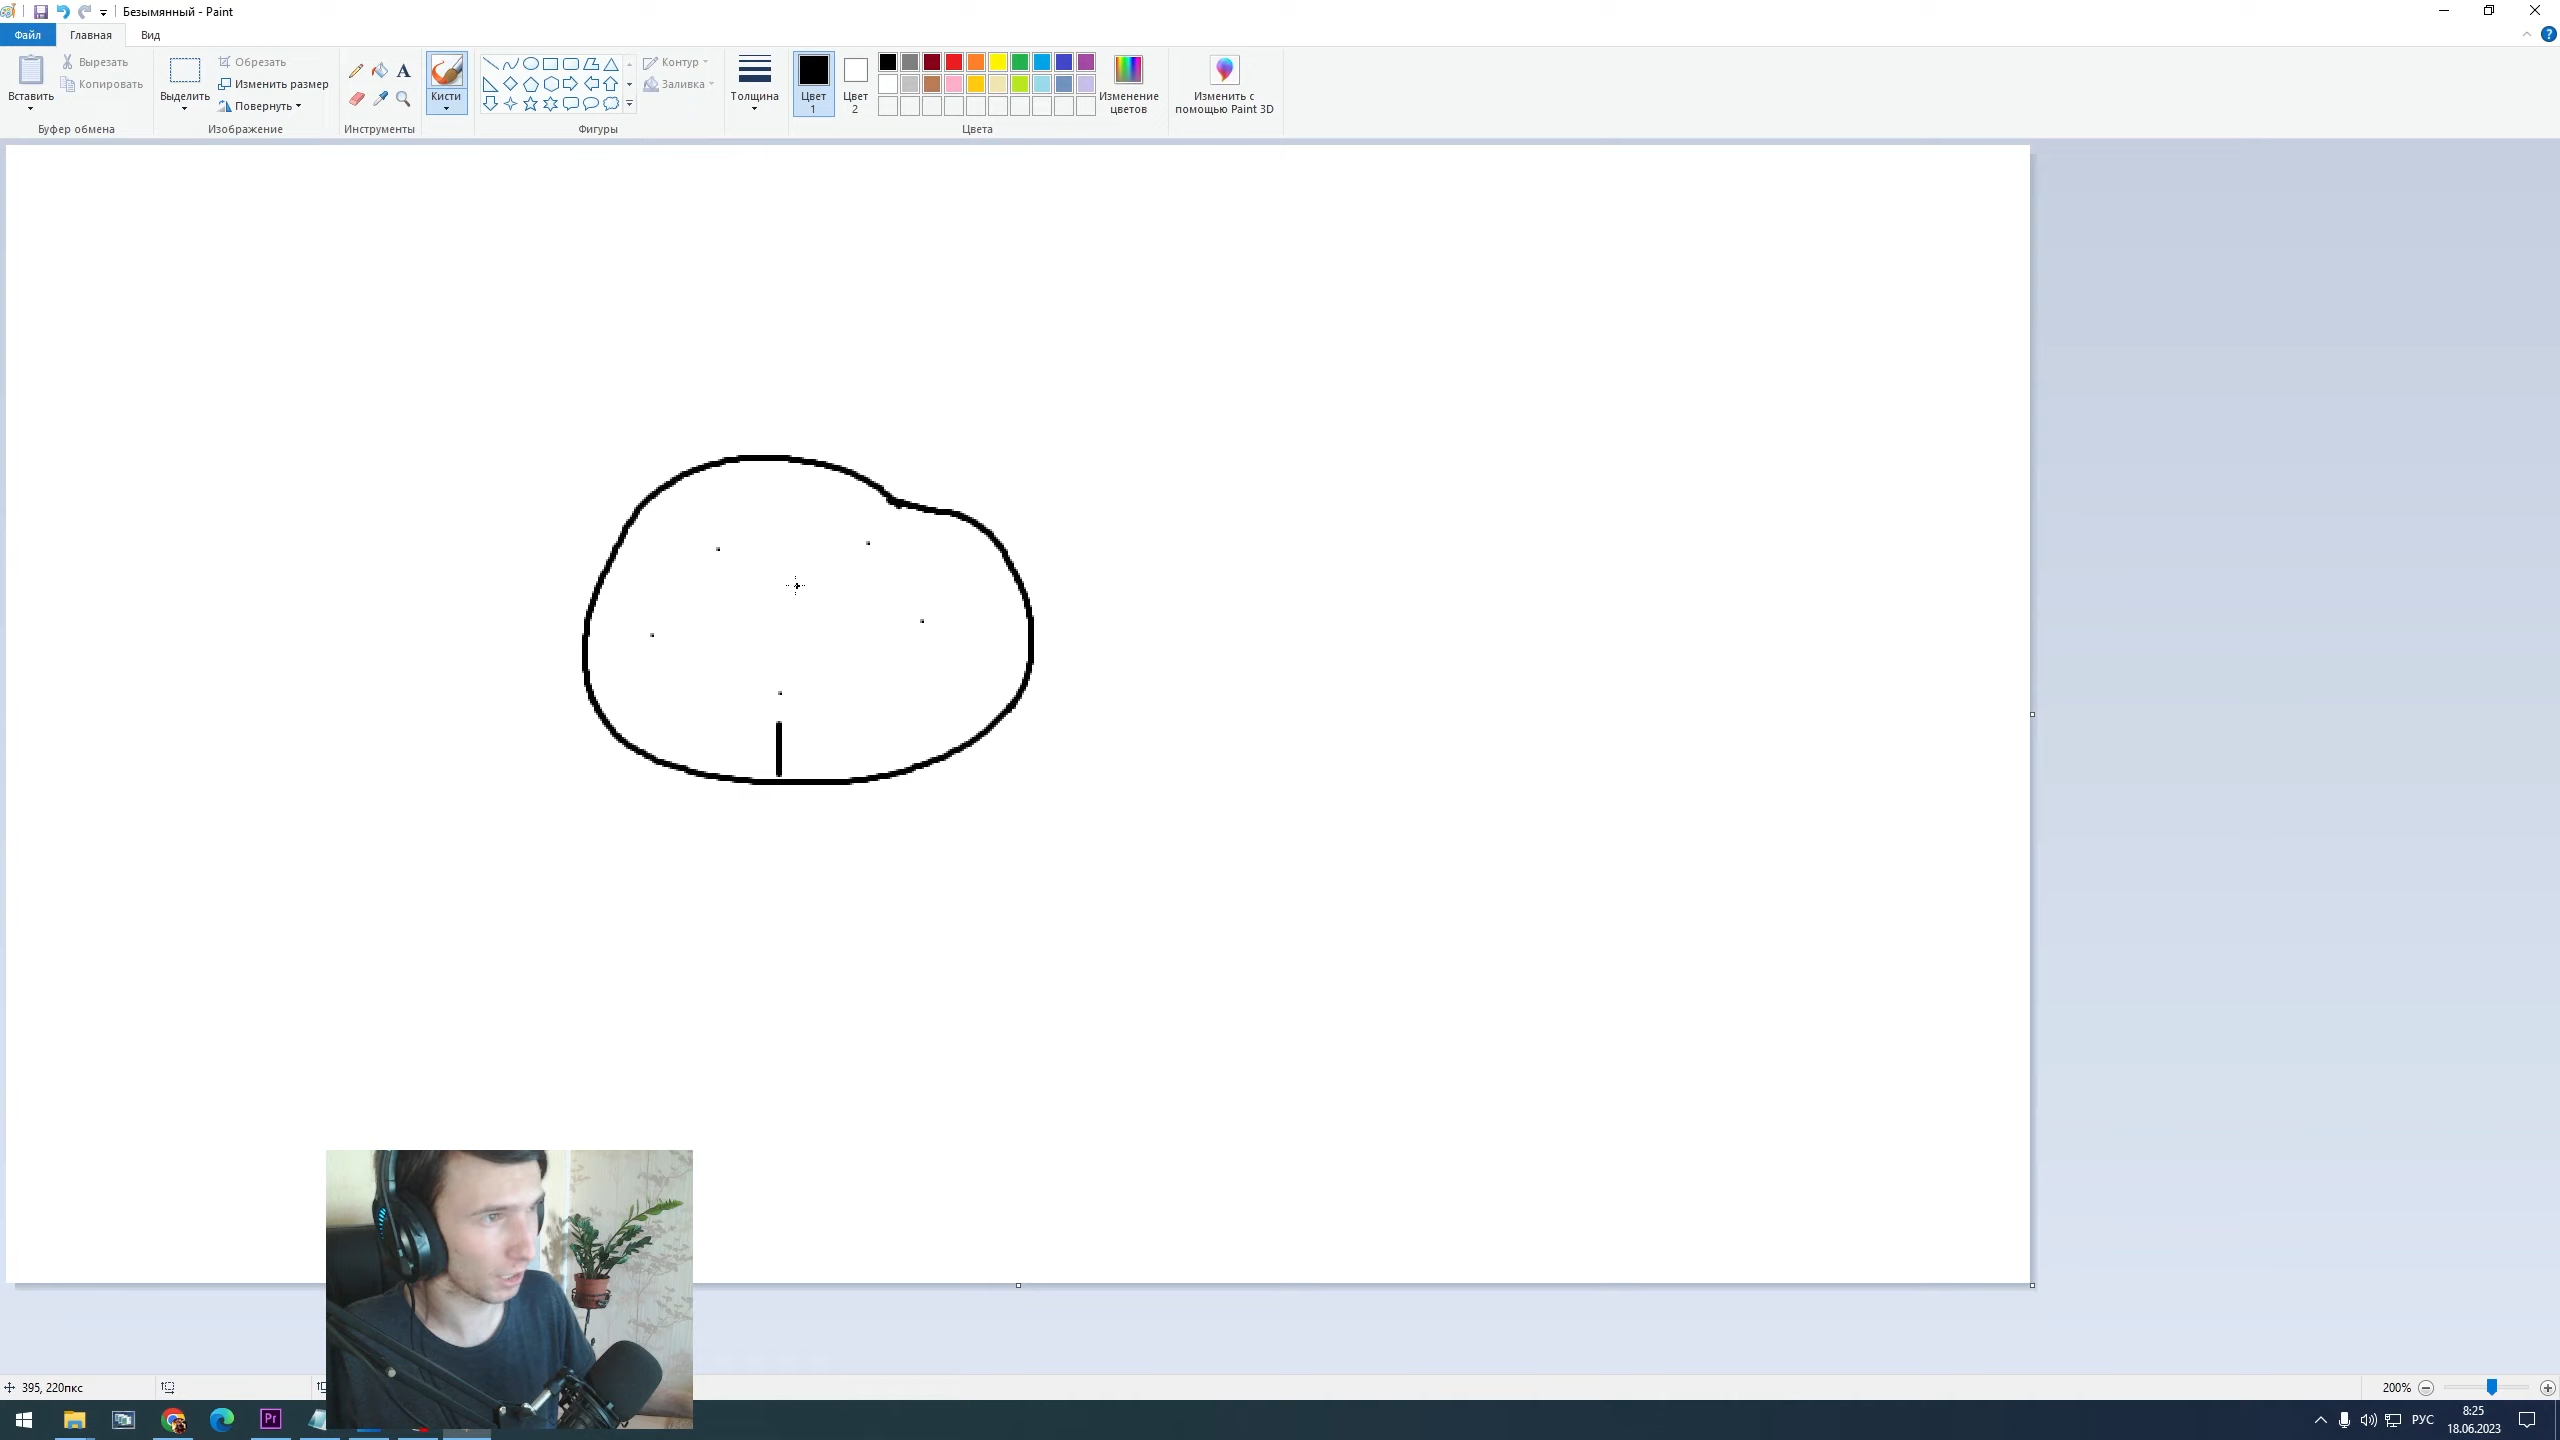 Безымянный - Paint
Файл Главная Вид
Вставить
Вырезать
Копировать
Буфер обмена
Выделить
Обрезать
Изменить размер
Повернуть
Изображение
A
Инструменты
Кисти
Контур
Заливка
Фигуры
Толщина
Цвет
1
Цвет
2
Изменение
цветов
Цвета
Изменить с
помощью Paint 3D
395, 220пкс
200%
Pr
РУС
8:25
18.06.2023